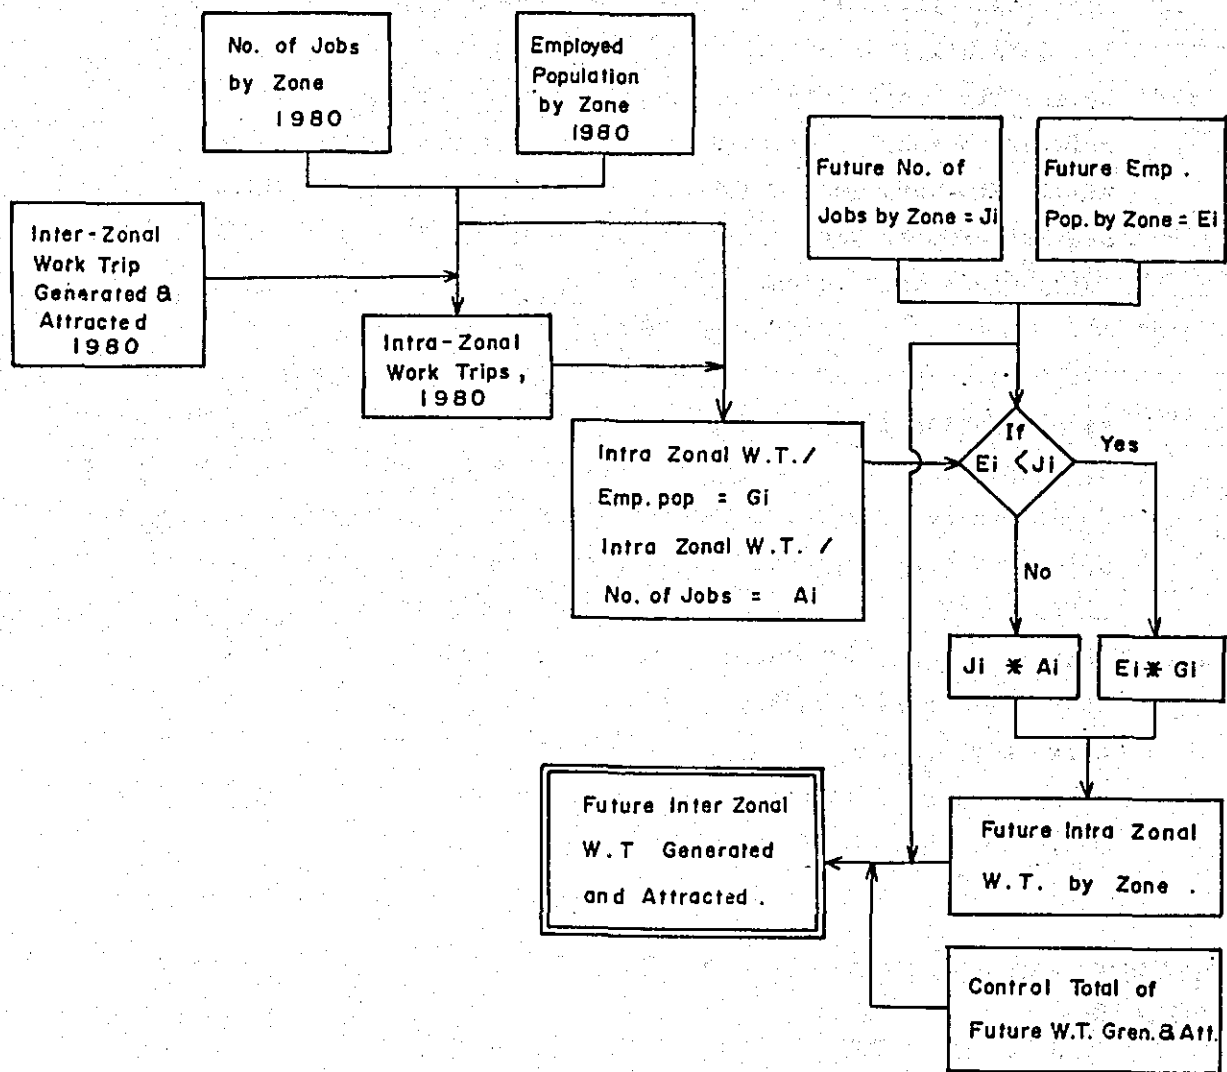 No. of Jobs
by Zone
1980
Employed
Population
by Zone
1980
Future No. of
Jobs by Zone = Ji
Future Emp.
Pop. by Zone = Ei
Inter-Zonal
Work Trip
Generated &
Attracted
1980
Intra-Zonal
Work Trips,
1980
Intra Zonal W.T./
Emp. pop = Gi
Intra Zonal W.T. /
No. of Jobs = Ai
If
Ei < Ji
Yes
No
Ji * Ai
Ei * Gi
Future Inter Zonal
W.T Generated
and Attracted.
Future Intra Zonal
W.T. by Zone.
Control Total of
Future W.T. Gren. & Att.